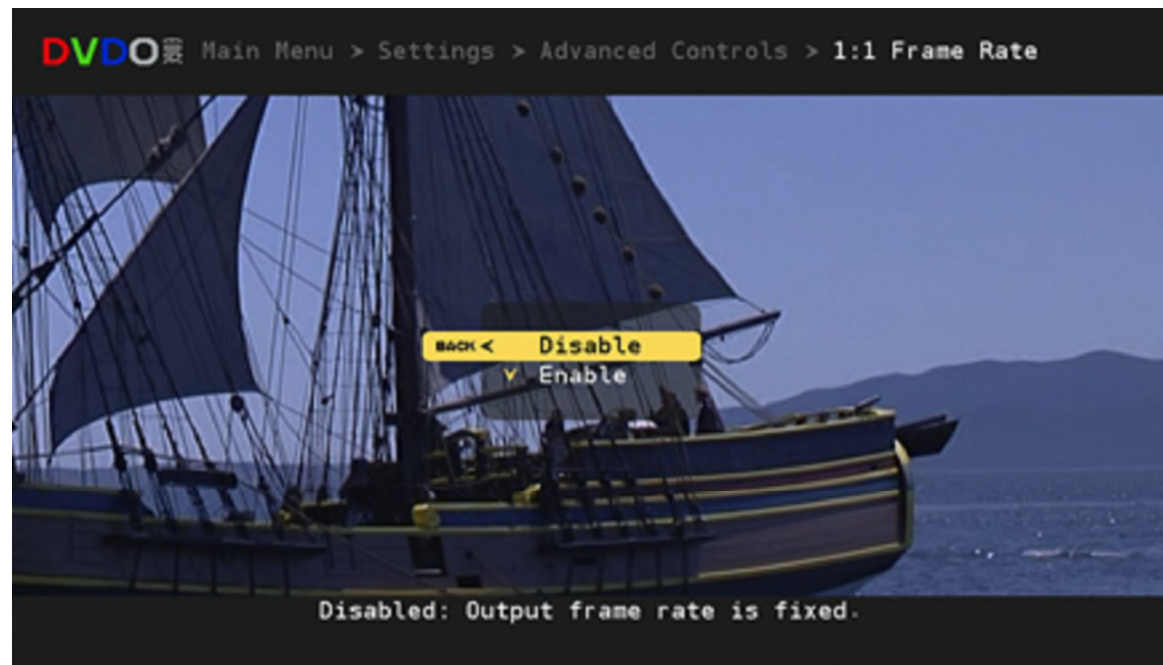 DVDO Main Menu > Settings > Advanced Controls > 1:1 Frame Rate
BACK < Disable
Enable
Disabled: Output frame rate is fixed.